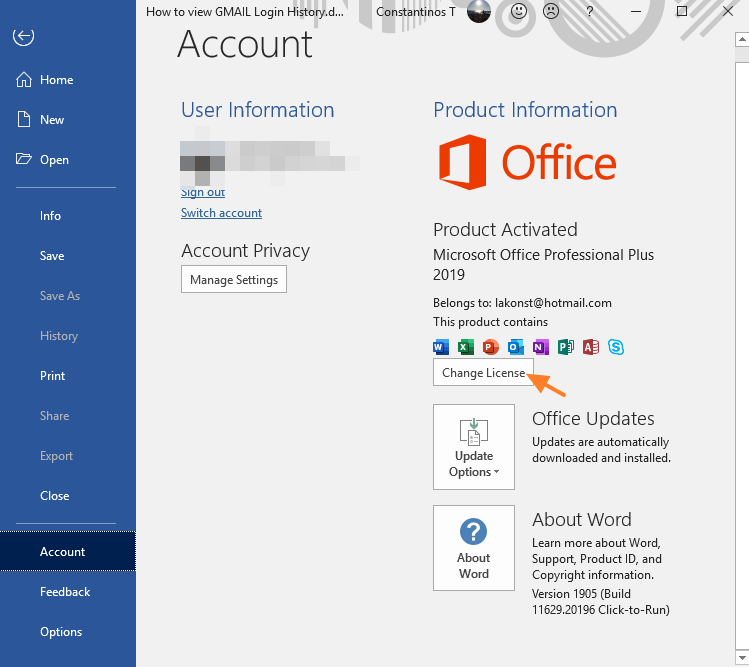 How to view GMAIL Login History.d...
Constantinos T
?
Account
Home
New
Open
Info
Save
Save As
History
Print
Share
Export
Close
Account
Feedback
Options
User Information
Sign out
Switch account
Account Privacy
Manage Settings
Product Information
Office
Product Activated
Microsoft Office Professional Plus
2019
Belongs to: lakonst@hotmail.com
This product contains
W X P O N P A S
Change License
Update
Options
Office Updates
Updates are automatically
downloaded and installed.
?
About
Word
About Word
Learn more about Word,
Support, Product ID, and
Copyright information.
Version 1905 (Build
11629.20196 Click-to-Run)